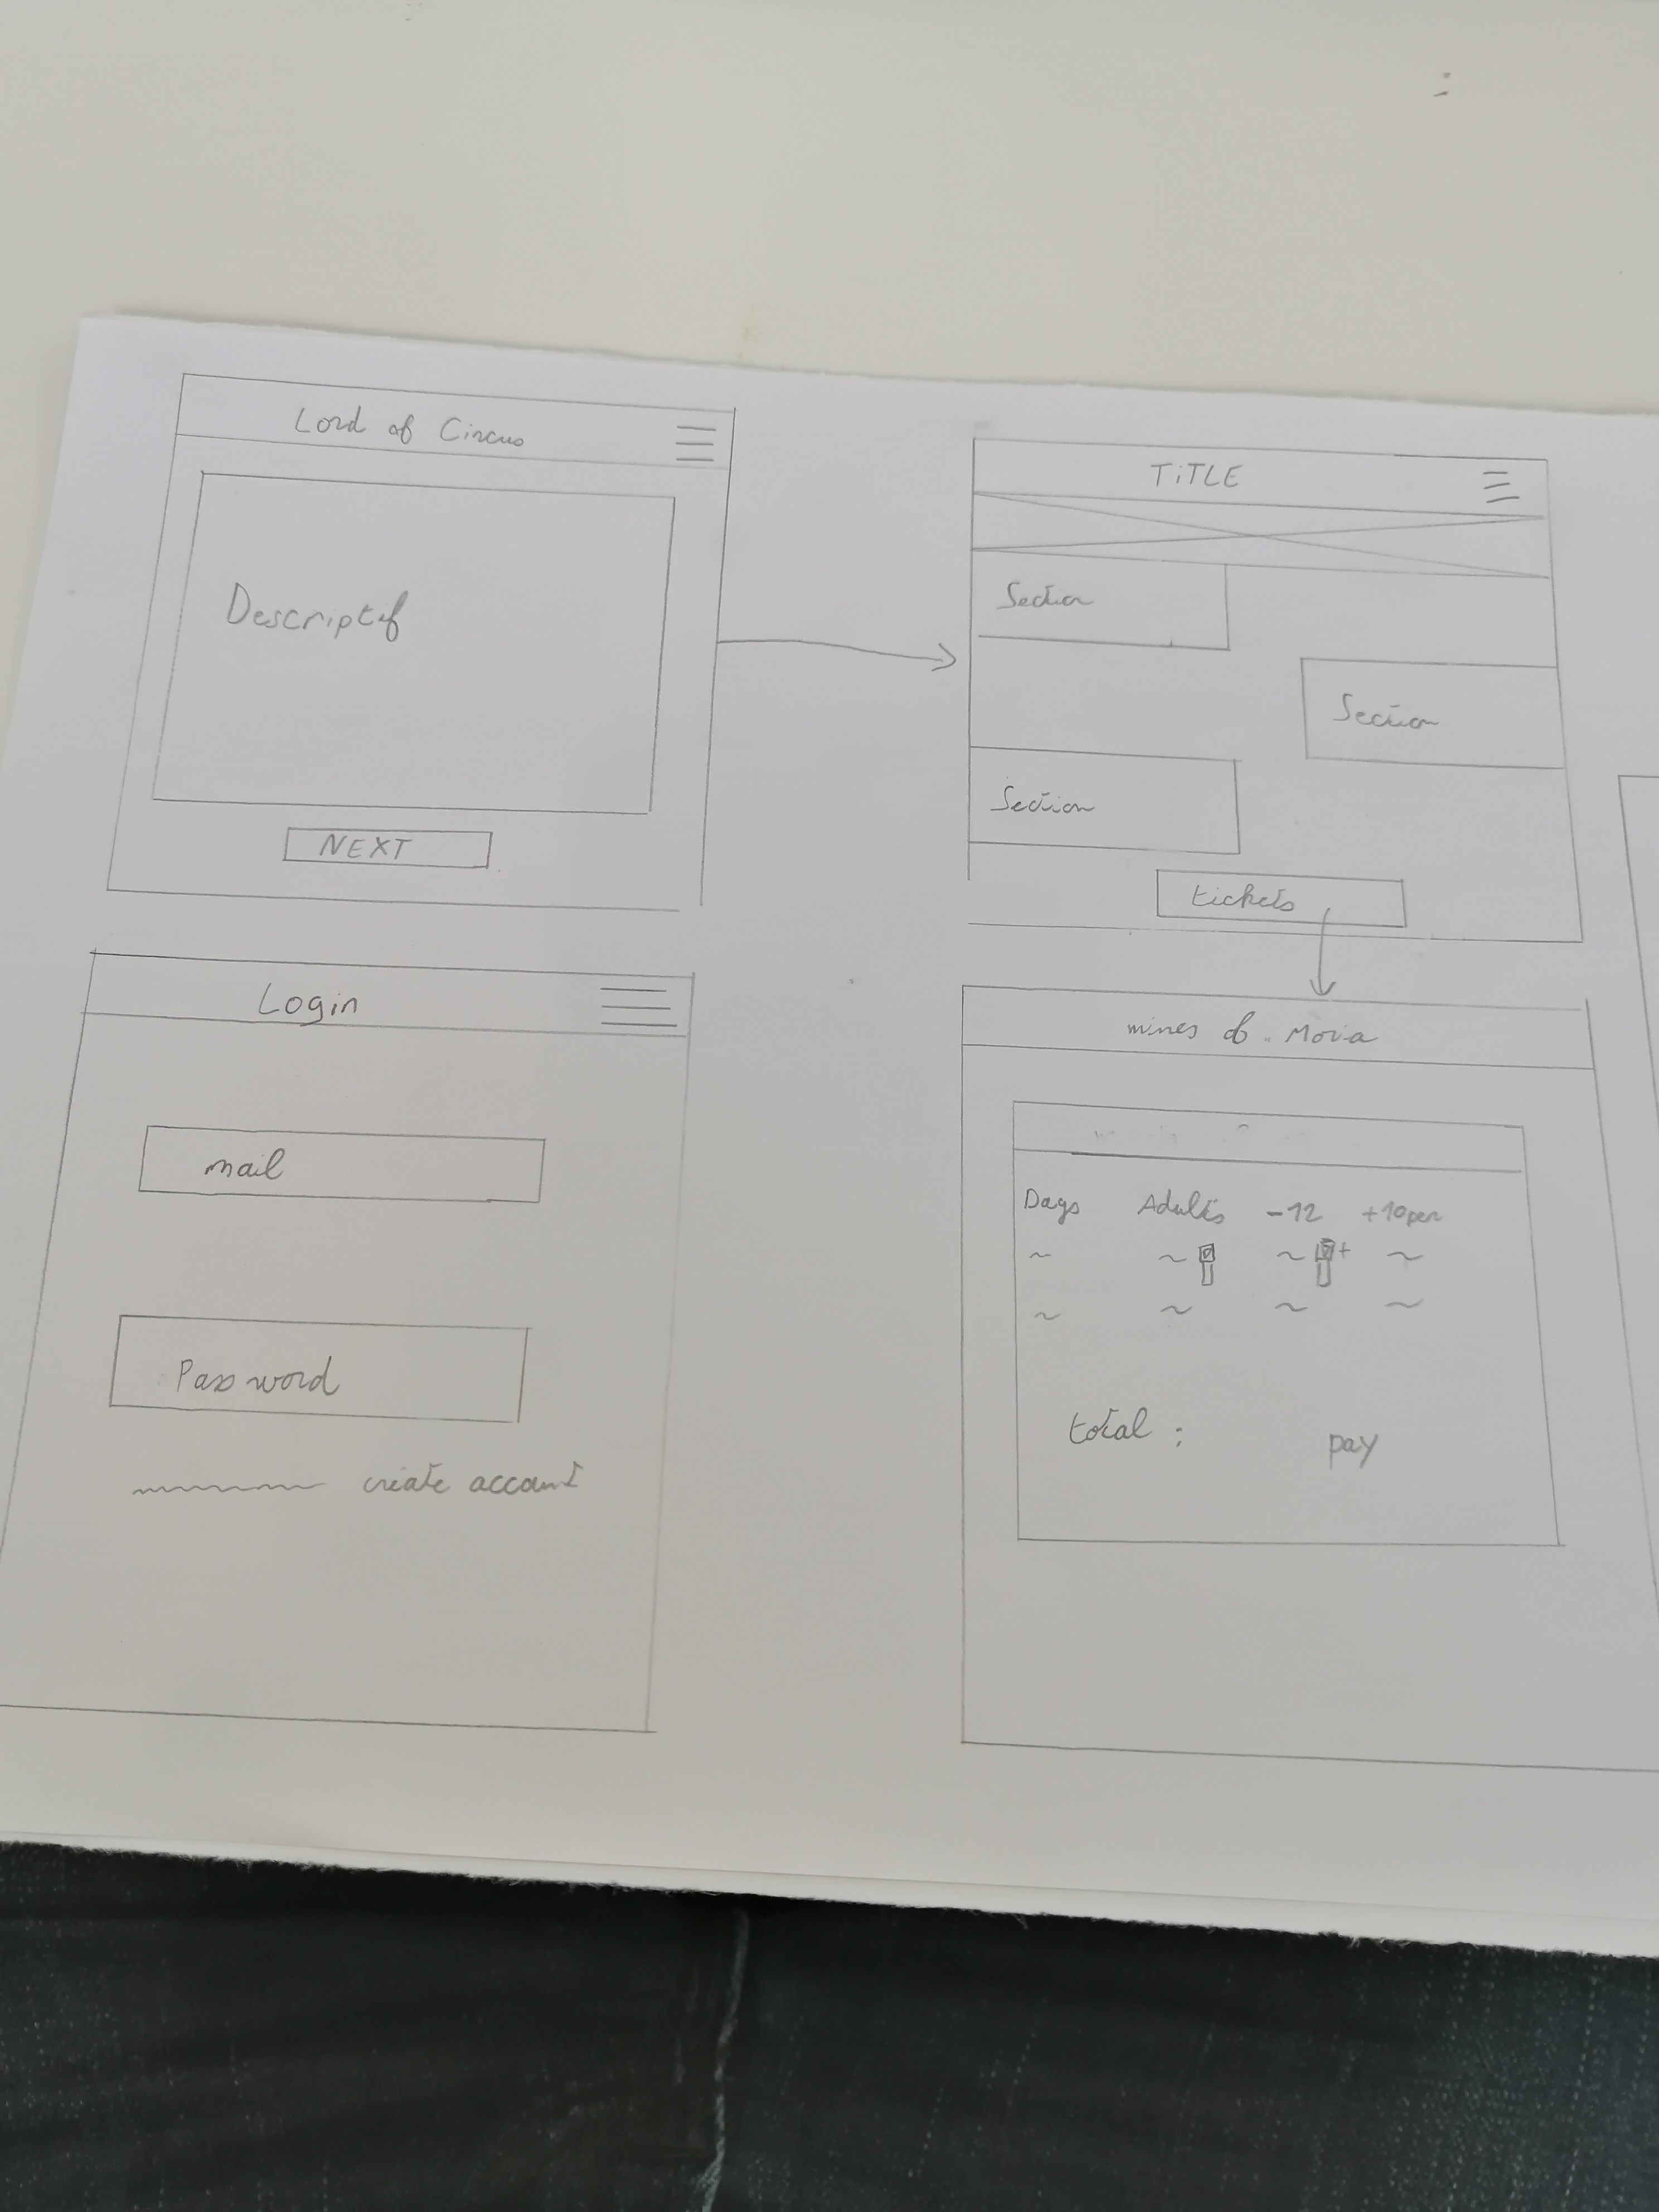 Lord of Circus
Descriptif
NEXT
TiTLE
Section
Section
Section
tickets
Login
mail
Password
create account
mines of Moria
Days Adults -12 +10per
total :
pay